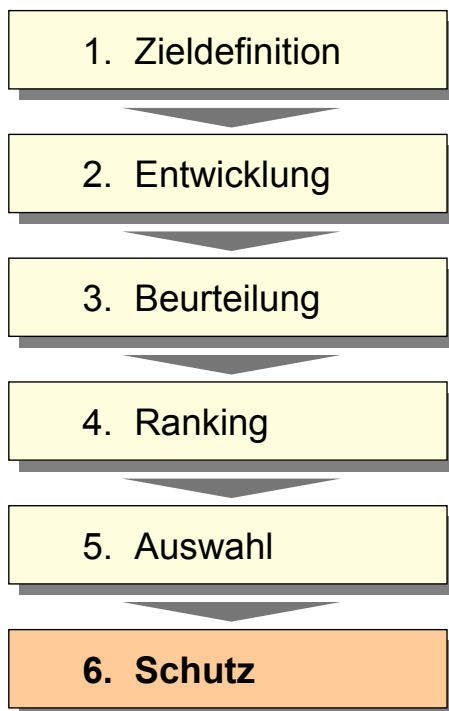 1. Zieldefinition
2. Entwicklung
3. Beurteilung
4. Ranking
5. Auswahl
6. Schutz